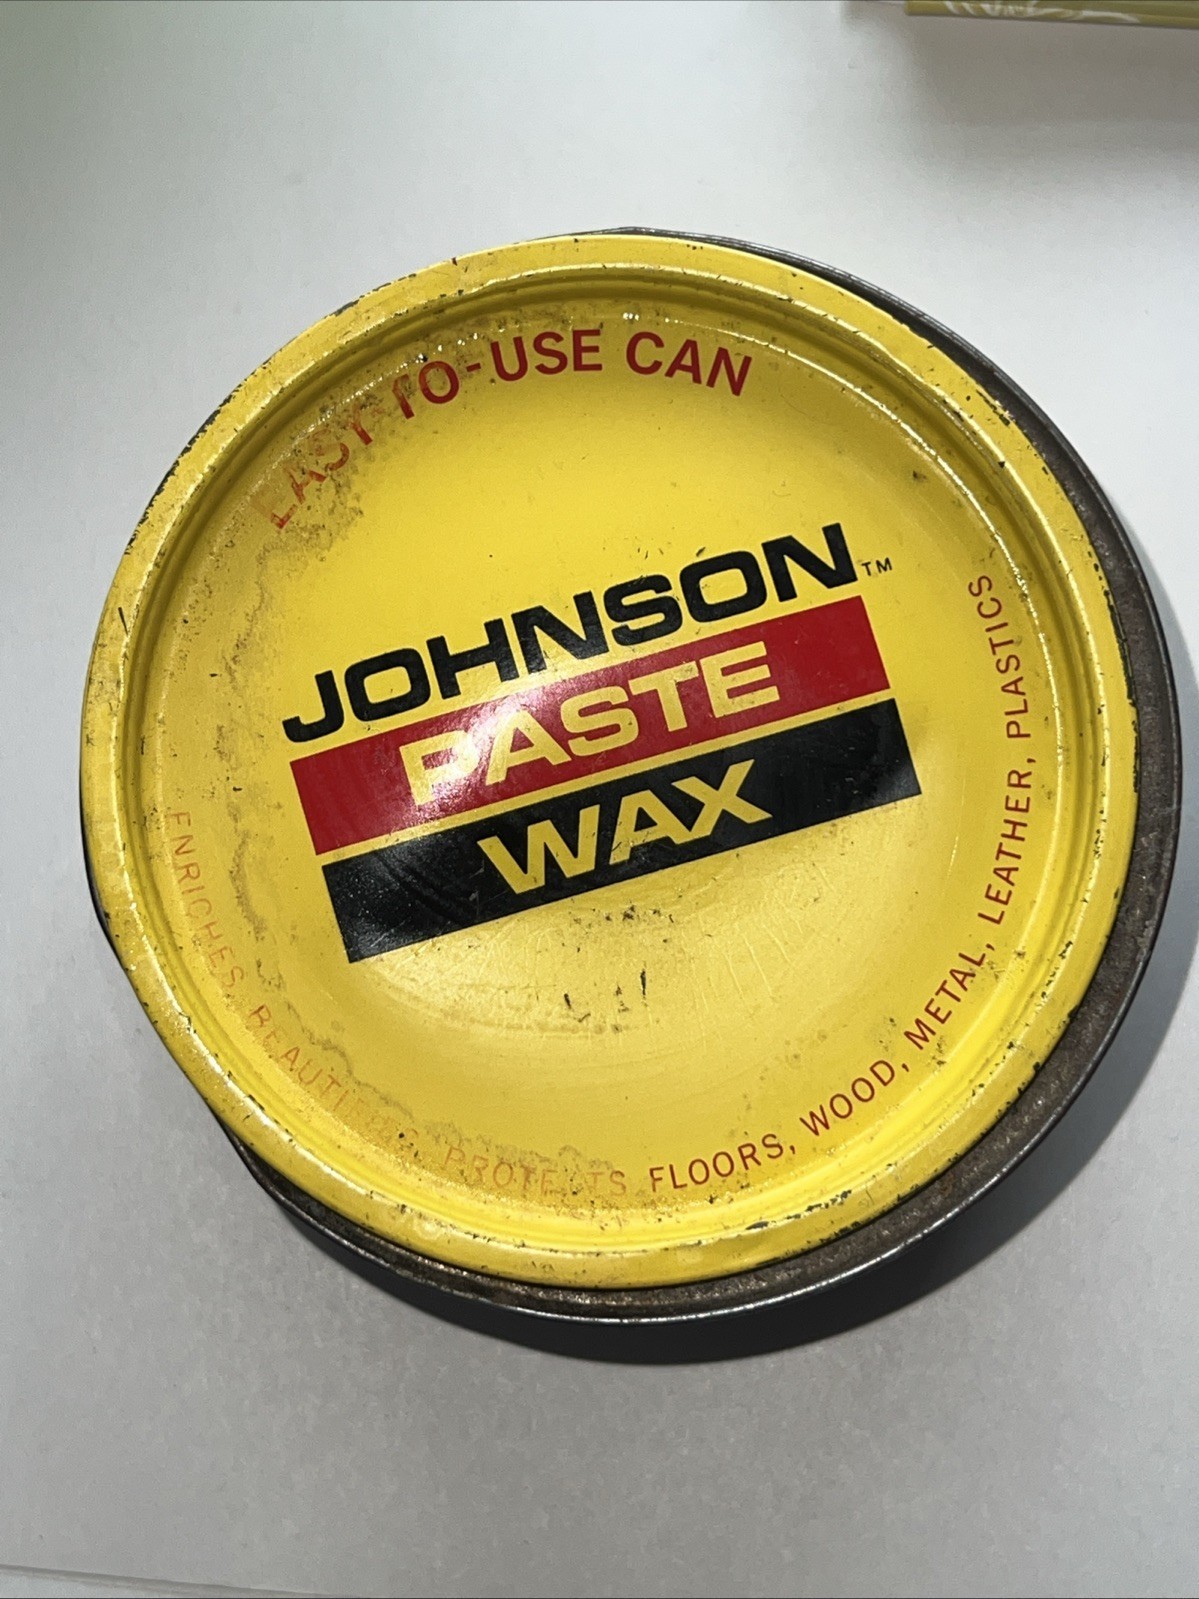 EASY-TO-USE CAN
JOHNSON™
PASTE
WAX
ENRICHES, BEAUTIFIES, PROTECTS FLOORS, WOOD, METAL, LEATHER, PLASTICS